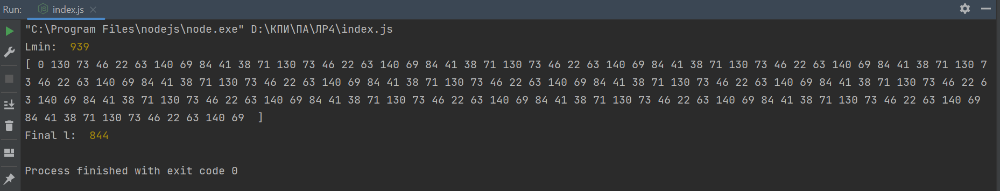 Run: index.js
"C:\Program Files\nodejs\node.exe" D:\КПИ\ПА\ЛР4\index.js
Lmin:  939
[ 0 130 73 46 22 63 140 69 84 41 38 71 130 73 46 22 63 140 69 84 41 38 71 130 73 46 22 63 140 69 84 41 38 71 130 73 46 22 63 140 69 84 41 38 71 130 7
3 46 22 63 140 69 84 41 38 71 130 73 46 22 63 140 69 84 41 38 71 130 73 46 22 63 140 69 84 41 38 71 130 73 46 22 63 140 69 84 41 38 71 130 73 46 22 6
3 140 69 84 41 38 71 130 73 46 22 63 140 69 84 41 38 71 130 73 46 22 63 140 69 84 41 38 71 130 73 46 22 63 140 69 84 41 38 71 130 73 46 22 63 140 69
84 41 38 71 130 73 46 22 63 140 69  ]
Final l:  844
Process finished with exit code 0